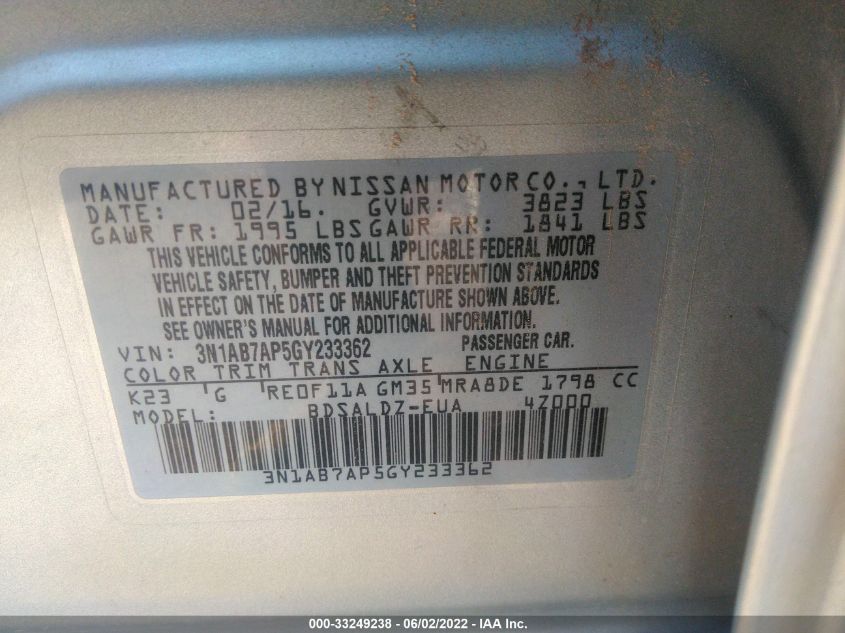 MANUFACTURED BY NISSAN MOTOR CO., LTD.
DATE: 02/16. GVWR: 3823 LBS
GAWR FR: 1995 LBS GAWR RR: 1841 LBS
THIS VEHICLE CONFORMS TO ALL APPLICABLE FEDERAL MOTOR
VEHICLE SAFETY, BUMPER AND THEFT PREVENTION STANDARDS
IN EFFECT ON THE DATE OF MANUFACTURE SHOWN ABOVE.
SEE OWNER'S MANUAL FOR ADDITIONAL INFORMATION.
VIN: 3N1AB7AP5GY233362 PASSENGER CAR.
COLOR TRIM TRANS AXLE ENGINE
K23 G RE0F11A GM35 MRA8DE 1798 CC
MODEL: BDSALDZ-EUA 4Z000
3N1AB7AP5GY233362
000-33249238 - 06/02/2022 - IAA Inc.